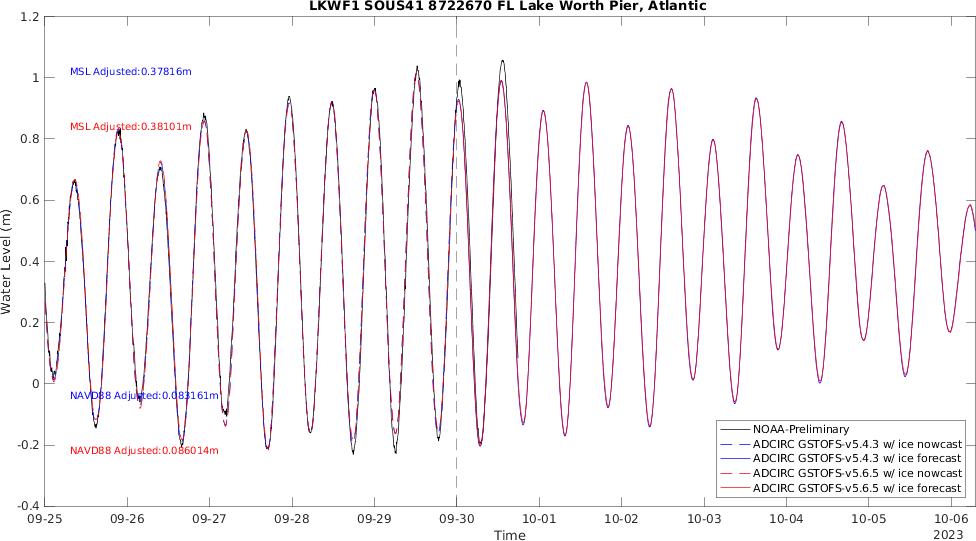 LKWF1 SOUS41 8722670 FL Lake Worth Pier, Atlantic
1.2
1
0.8
0.6
0.4
0.2
0
-0.2
-0.4
Water Level (m)
MSL Adjusted:0.37816m
MSL Adjusted:0.38101m
NAVD88 Adjusted:0.083161m
NAVD88 Adjusted:0.086014m
NOAA-Preliminary
ADCIRC GSTOFS-v5.4.3 w/ ice nowcast
ADCIRC GSTOFS-v5.4.3 w/ ice forecast
ADCIRC GSTOFS-v5.6.5 w/ ice nowcast
ADCIRC GSTOFS-v5.6.5 w/ ice forecast
09-25 09-26 09-27 09-28 09-29 09-30 10-01 10-02 10-03 10-04 10-05 10-06
2023
Time